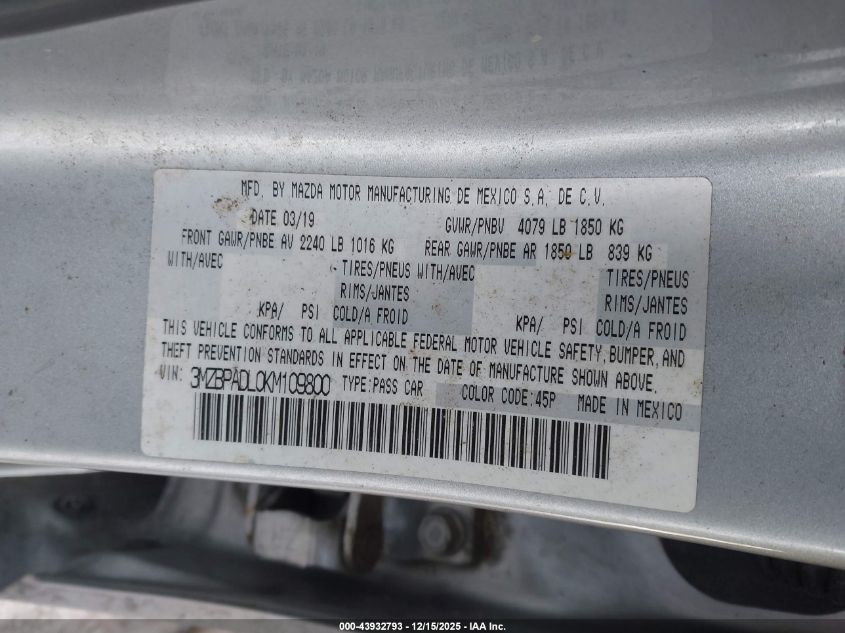 MFD. BY MAZDA MOTOR MANUFACTURING DE MEXICO S.A. DE C.V.
DATE 03/19 GVWR/PNBV 4079 LB 1850 KG
FRONT GAWR/PNBE AV 2240 LB 1016 KG REAR GAWR/PNBE AR 1850 LB 839 KG
WITH/AVEC TIRES/PNEUS WITH/AVEC TIRES/PNEUS
RIMS/JANTES RIMS/JANTES
KPA/ PSI COLD/A FROID KPA/ PSI COLD/A FROID
THIS VEHICLE CONFORMS TO ALL APPLICABLE FEDERAL MOTOR VEHICLE SAFETY, BUMPER, AND
THEFT PREVENTION STANDARDS IN EFFECT ON THE DATE OF MANUFACTURE SHOWN ABOVE.
VIN: 3MZBPADL0KM109800 TYPE:PASS CAR COLOR CODE:45P MADE IN MEXICO
000-43932793 - 12/15/2025 - IAA Inc.